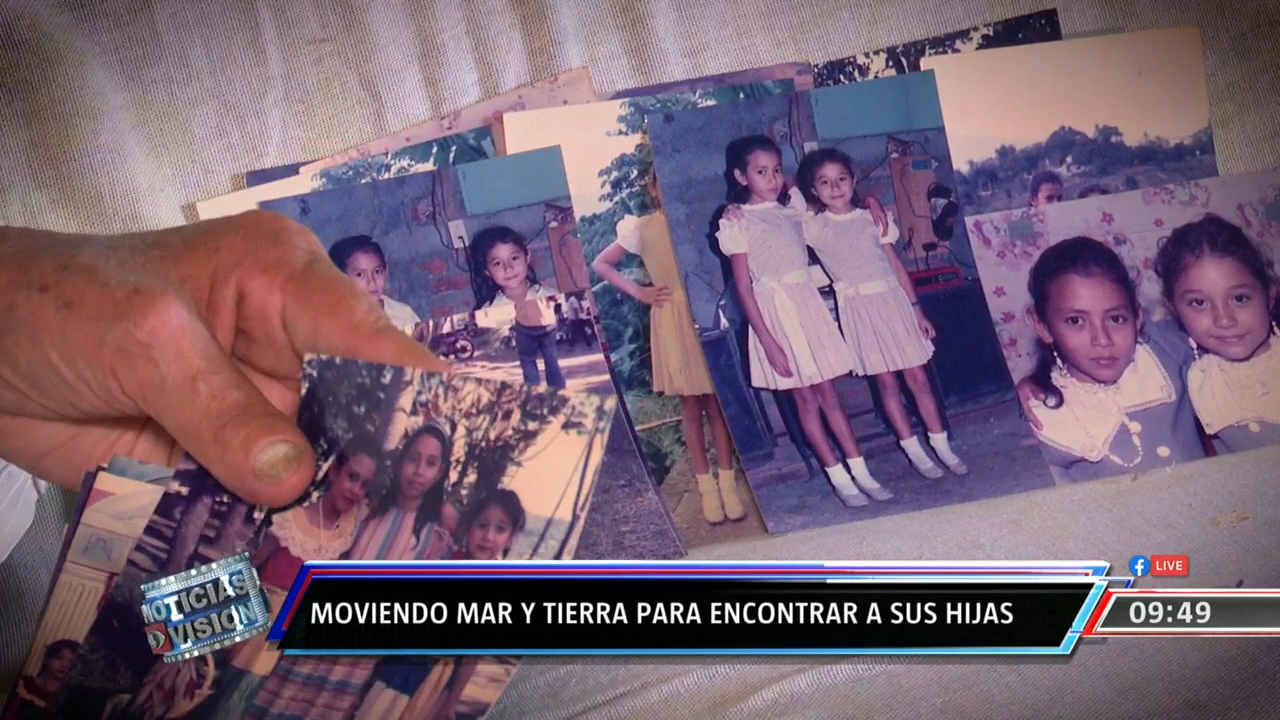 MOVIENDO MAR Y TIERRA PARA ENCONTRAR A SUS HIJAS
LIVE
09:49
NOTICIAS
VISION